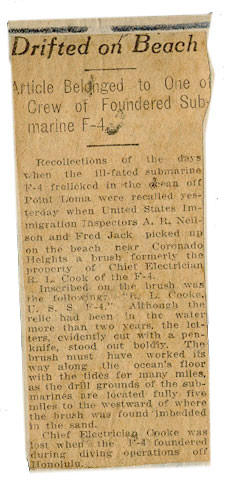 Drifted on Beach
Article Belonged to One of
Crew of Foundered Sub-
marine F-4.
Recollections of the days
when the ill-fated submarine
F-4 frolicked in the ocean off
Point Loma were recalled yes-
terday when United States Im-
migration Inspectors A. R. Neil-
son and Fred Jack picked up
on the beach near Coronado
Heights a brush formerly the
property of Chief Electrician
R. L. Cook of the F-4.
Inscribed on the brush was
the following: "R. L. Cooke,
U. S. S. F-4." Although the
relic had been in the water
more than two years, the let-
ters, evidently cut with a pen-
knife, stood out boldly. The
brush must have worked its
way along the ocean's floor
with the tides for many miles,
as the drill grounds of the sub-
marines are located fully five
miles to the westward of where
the brush was found imbedded
in the sand.
Chief Electrician Cooke was
lost when the F-4 foundered
during diving operations off
Honolulu.